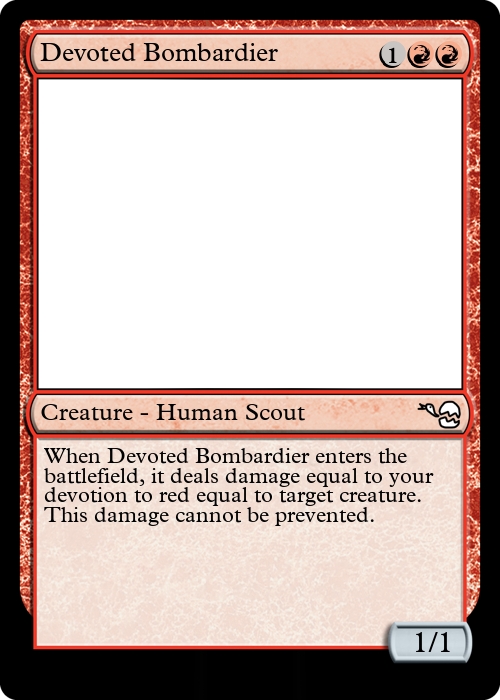 Devoted Bombardier 1
Creature - Human Scout
When Devoted Bombardier enters the
battlefield, it deals damage equal to your
devotion to red equal to target creature.
This damage cannot be prevented.
1/1